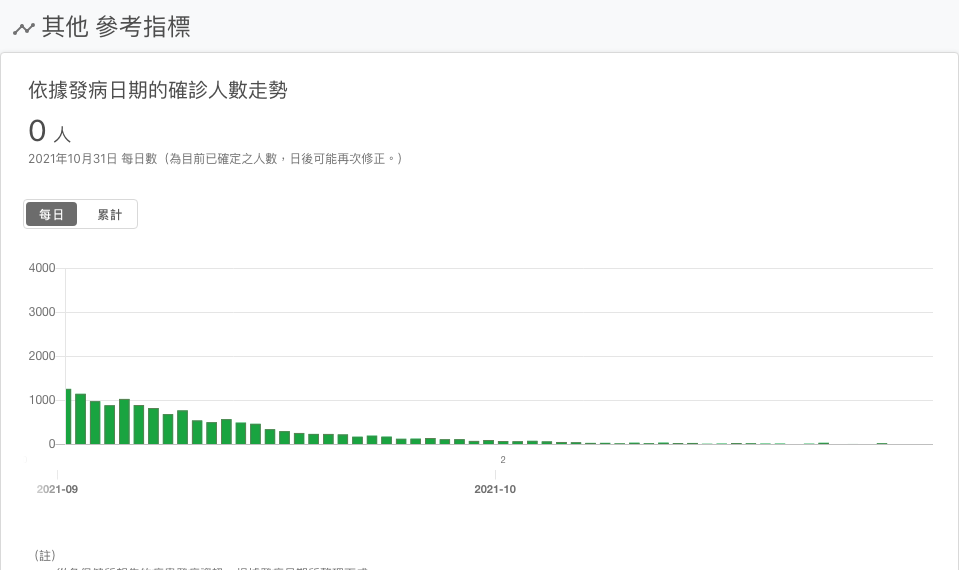 其他 參考指標
依據發病日期的確診人數走勢
0 人
2021年10月31日 每日數（為目前已確定之人數，日後可能再次修正。）
每日 累計
4000
3000
2000
1000
0
2
2021-09 2021-10
（註）